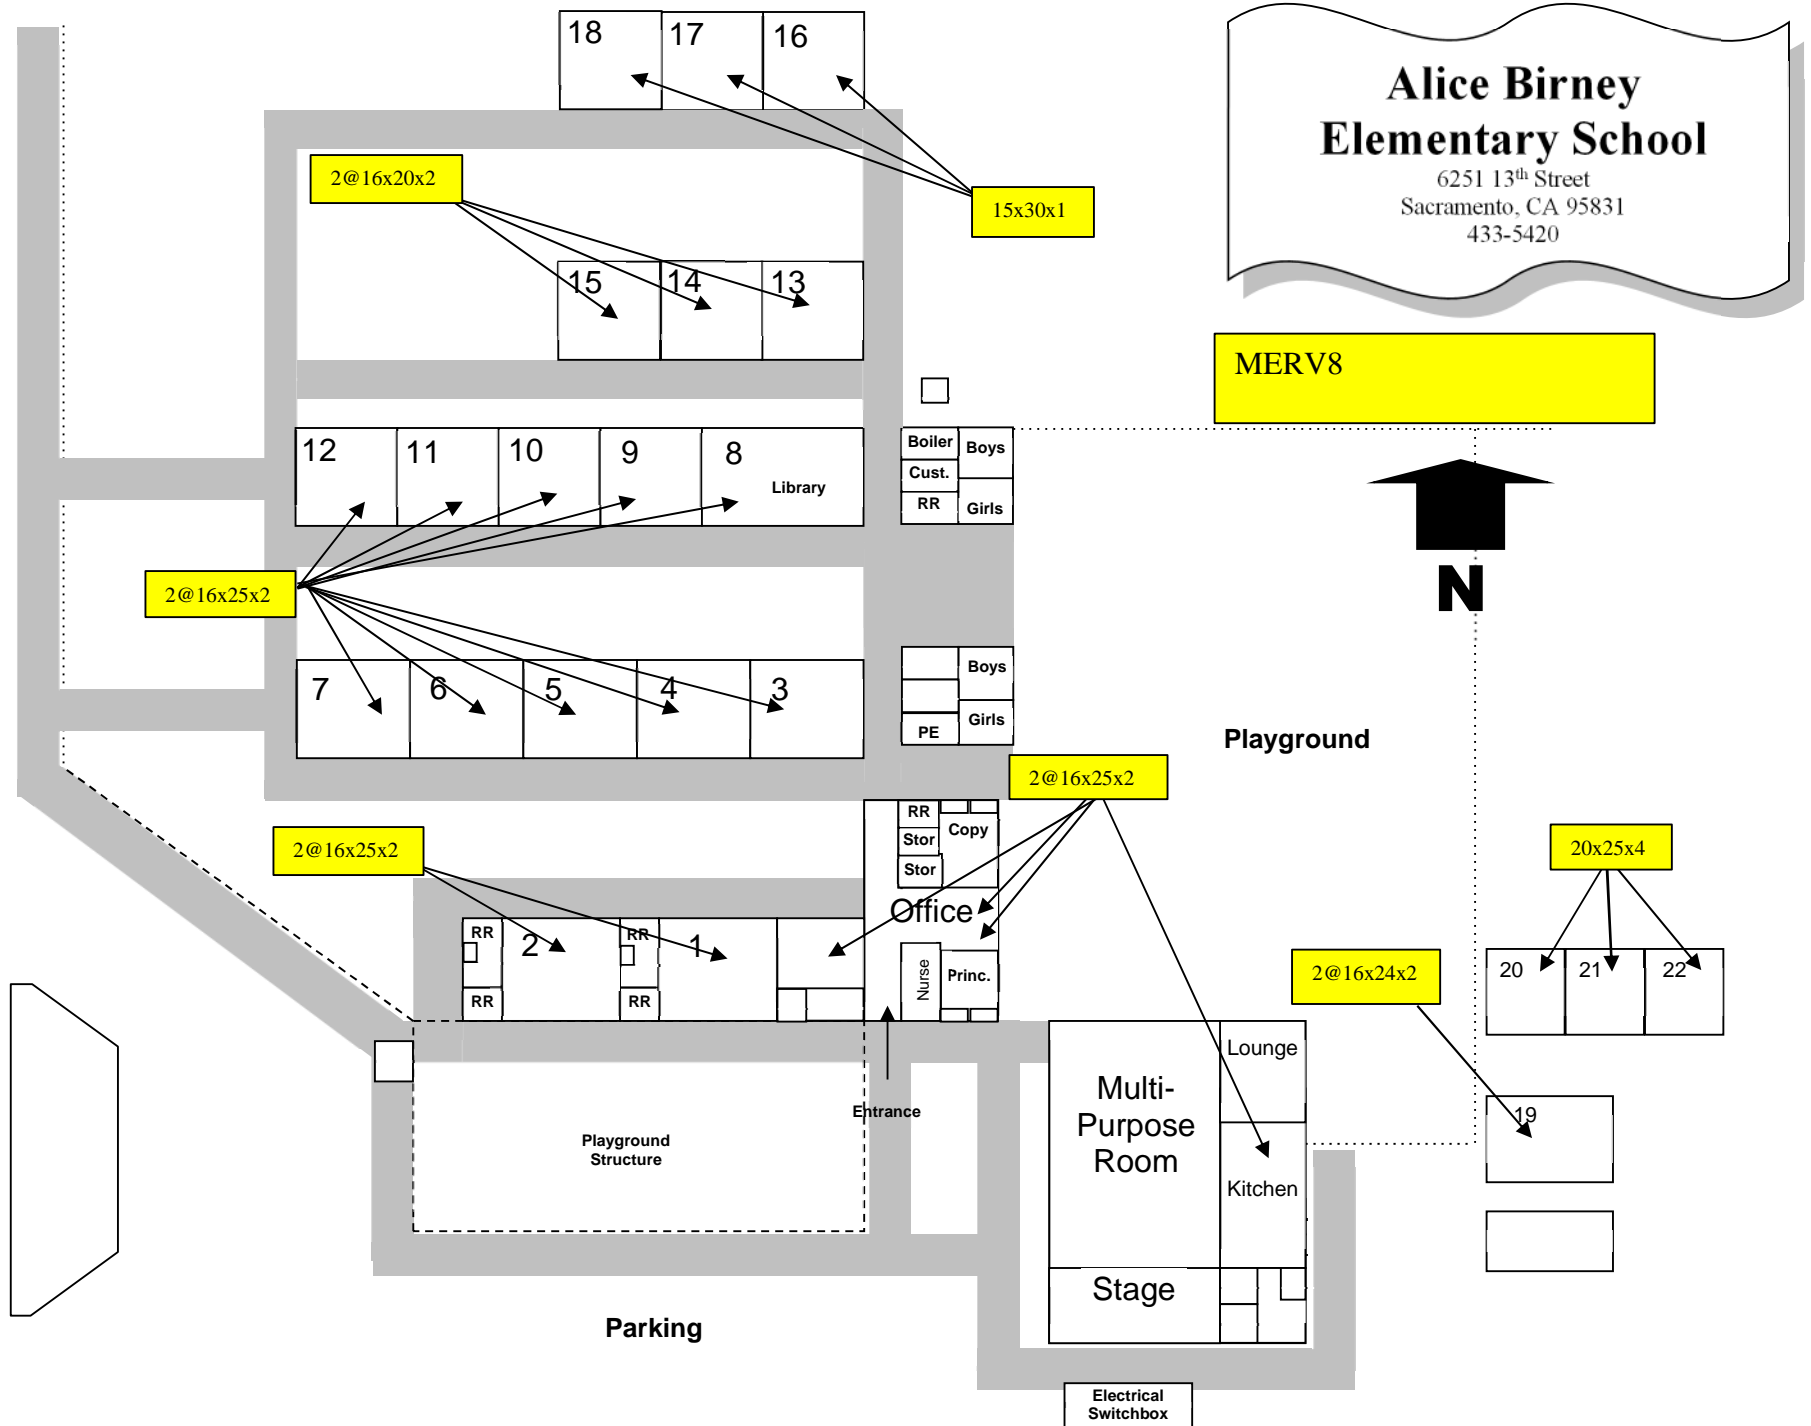 18 17 16
Alice Birney
Elementary School
6251 13th Street
Sacramento, CA 95831
433-5420
2@16x20x2
15x30x1
15 14 13
MERV8
12 11 10 9 8
Library
Boiler
Boys
Cust.
RR
Girls
N
2@16x25x2
7 6 5 4 3
Boys
Girls
PE
Playground
2@16x25x2
RR
Copy
Stor
Stor
2@16x25x2
20x25x4
Office
RR
2
RR
1
Nurse
Princ.
RR
RR
2@16x24x2
20 21 22
Lounge
Multi-
Purpose
Room
Entrance
19
Playground
Structure
Kitchen
Stage
Parking
Electrical
Switchbox